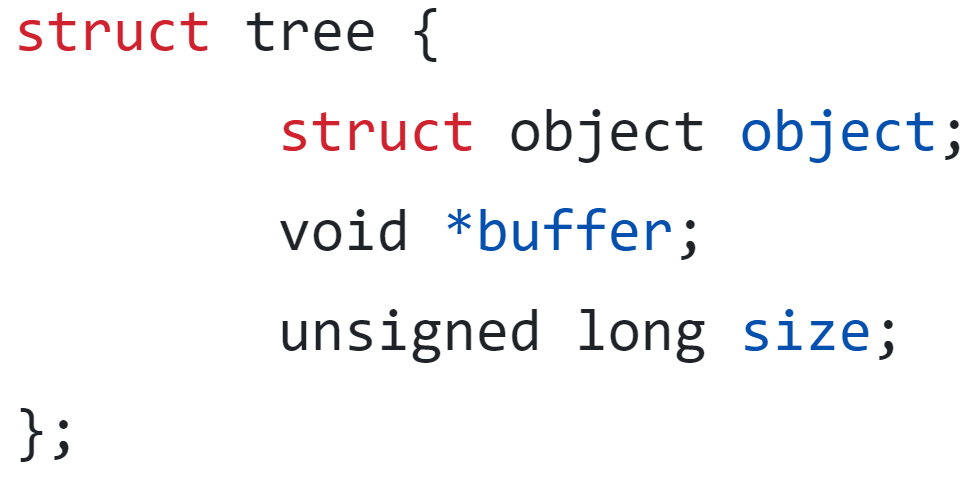 struct tree {
struct object object;
void *buffer;
unsigned long size;
};